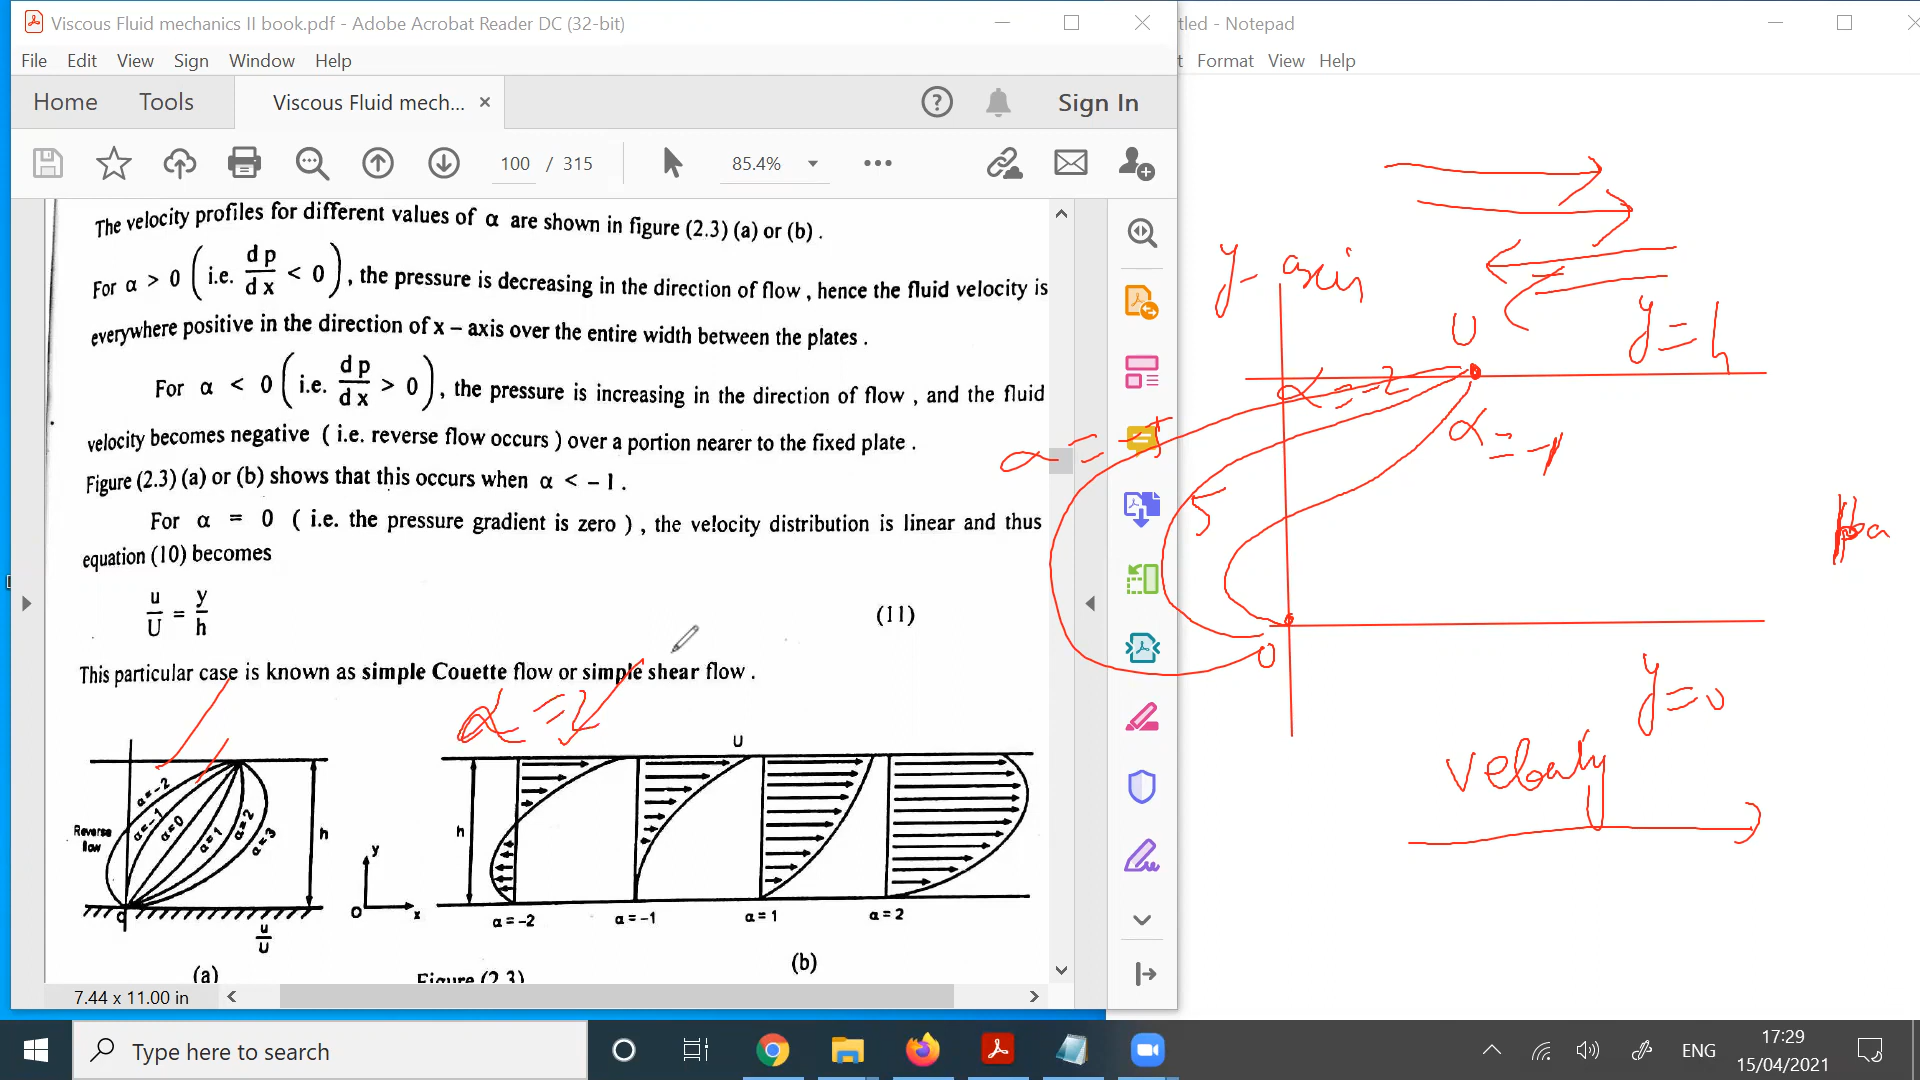 Viscous Fluid mechanics II book.pdf - Adobe Acrobat Reader DC (32-bit)
File Edit View Sign Window Help
Home Tools Viscous Fluid mech... × Sign In
100 / 315 85.4%
The velocity profiles for different values of α are shown in figure (2.3) (a) or (b) .
For α > 0 ( i.e. dp/dx < 0 ) , the pressure is decreasing in the direction of flow , hence the fluid velocity is
everywhere positive in the direction of x – axis over the entire width between the plates .
For α < 0 ( i.e. dp/dx > 0 ) , the pressure is increasing in the direction of flow , and the fluid
velocity becomes negative ( i.e. reverse flow occurs ) over a portion nearer to the fixed plate .
Figure (2.3) (a) or (b) shows that this occurs when α < – 1 .
For α = 0 ( i.e. the pressure gradient is zero ) , the velocity distribution is linear and thus
equation (10) becomes
u/U = y/h (11)
This particular case is known as simple Couette flow or simple shear flow .
α = 2
α = -2
α = -1
α = 0
α = 1
α = 2
α = 3
Reverse
flow
h
O
u/U
(a)
y
O x
U
h
α = -2 α = -1 α = 1 α = 2
(b)
Figure (2.3)
7.44 x 11.00 in
tled - Notepad
t Format View Help
y-axis
U
y = h
α = -2
α = -1
α = -5
5
0
y = 0
velocity
Type here to search
ENG
17:29
15/04/2021